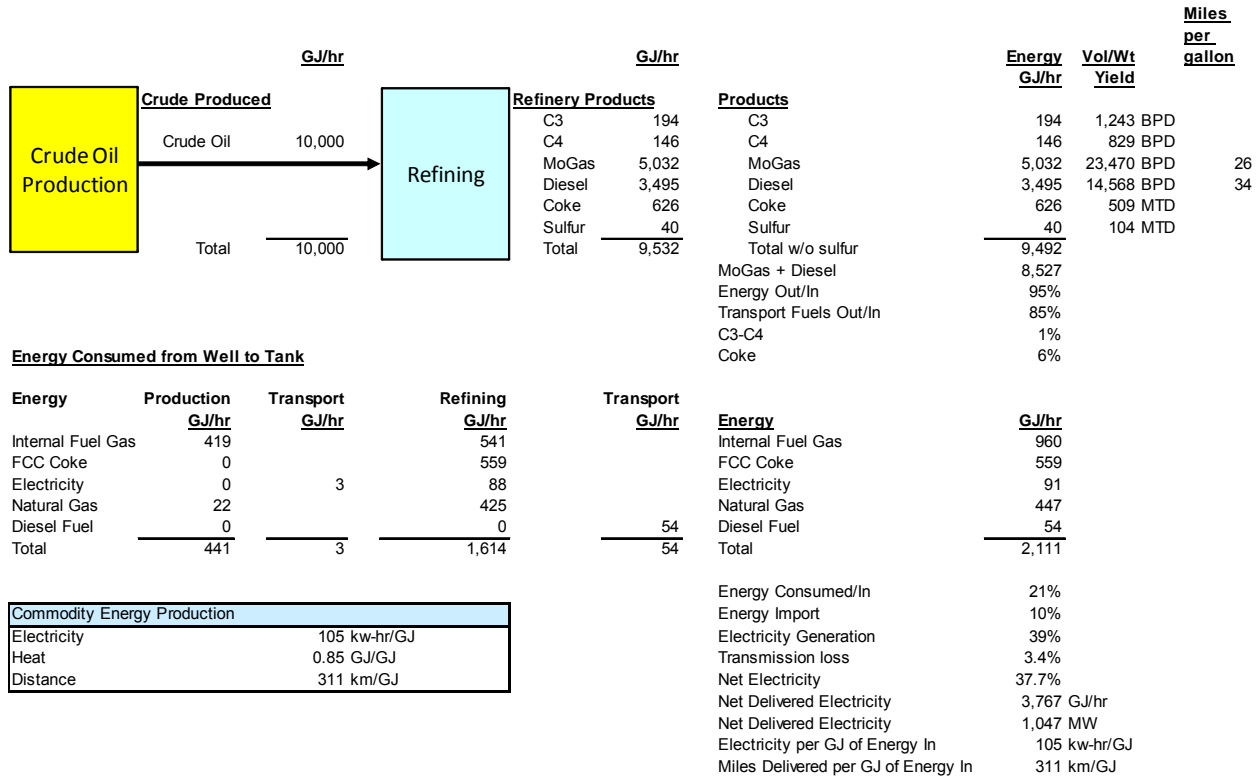 Miles
per
GJ/hr GJ/hr Energy Vol/Wt gallon
GJ/hr Yield
Crude Produced Refinery Products Products
C3 194 C3 194 1,243 BPD
Crude Oil 10,000 C4 146 C4 146 829 BPD
Crude Oil Production MoGas 5,032 MoGas 5,032 23,470 BPD 26
Refining Diesel 3,495 Diesel 3,495 14,568 BPD 34
Coke 626 Coke 626 509 MTD
Sulfur 40 Sulfur 40 104 MTD
Total 10,000 Total 9,532 Total w/o sulfur 9,492
MoGas + Diesel 8,527
Energy Out/In 95%
Transport Fuels Out/In 85%
C3-C4 1%
Energy Consumed from Well to Tank Coke 6%
Energy Production Transport Refining Transport
GJ/hr GJ/hr GJ/hr GJ/hr Energy GJ/hr
Internal Fuel Gas 419 541 Internal Fuel Gas 960
FCC Coke 0 559 FCC Coke 559
Electricity 0 3 88 Electricity 91
Natural Gas 22 425 Natural Gas 447
Diesel Fuel 0 0 54 Diesel Fuel 54
Total 441 3 1,614 54 Total 2,111
Energy Consumed/In 21%
Commodity Energy Production Energy Import 10%
Electricity 105 kw-hr/GJ Electricity Generation 39%
Heat 0.85 GJ/GJ Transmission loss 3.4%
Distance 311 km/GJ Net Electricity 37.7%
Net Delivered Electricity 3,767 GJ/hr
Net Delivered Electricity 1,047 MW
Electricity per GJ of Energy In 105 kw-hr/GJ
Miles Delivered per GJ of Energy In 311 km/GJ